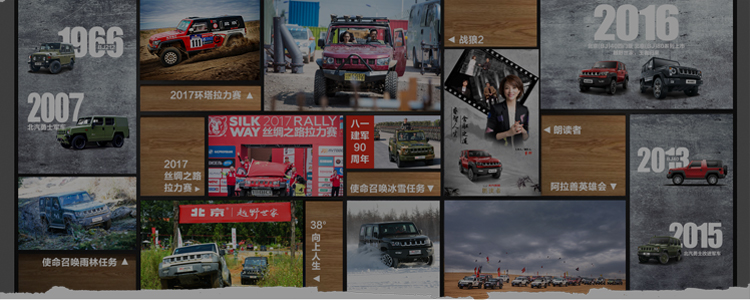 1966
2007
北汽勇士军车
使命召唤雨林任务▲
111
2017环塔拉力赛 ▲
2017
丝绸之路
拉力赛 ▶
SILK 2017 RALLY
WAY 丝绸之路拉力赛
八一
建军
90
周年
使命召唤冰雪任务▼
北京 越野世家
38°
向上人生
◀
◀ 战狼2
◀ 朗读者
阿拉善英雄会 ▼
2016
2013
2015